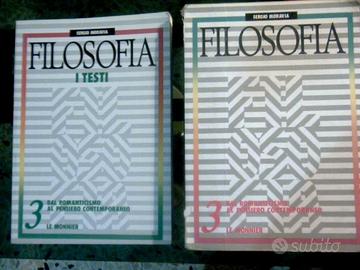 SERGIO MORAVIA
FILOSOFIA
I TESTI
3
DAL ROMANTICISMO
AL PENSIERO CONTEMPORANEO
LE MONNIER
SERGIO MORAVIA
FILOSOFIA
3
DAL ROMANTICISMO
AL PENSIERO CONTEMPORANEO
LE MONNIER
subito